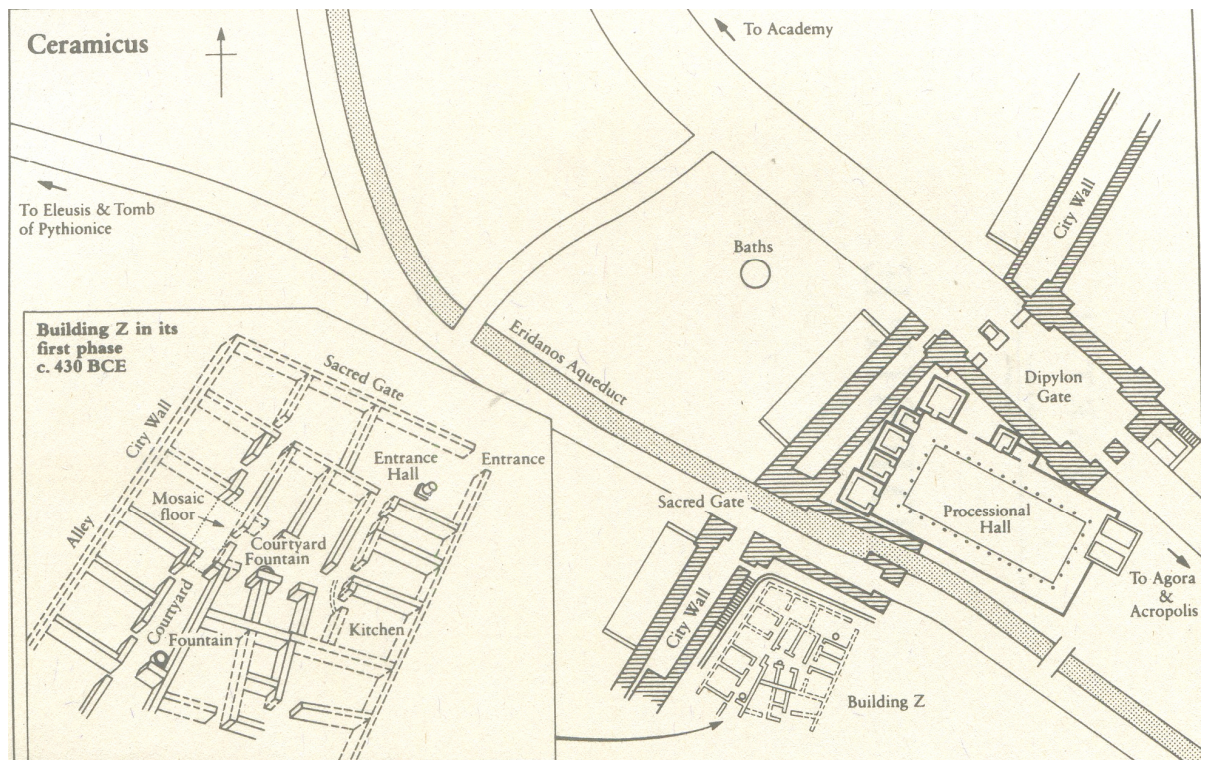 Ceramicus
To Academy
To Eleusis & Tomb
of Pythionice
City Wall
Baths
Eridanos Aqueduct
Dipylon
Gate
Sacred Gate
Processional
Hall
To Agora
&
Acropolis
City Wall
Building Z
Building Z in its
first phase
c. 430 BCE
Sacred Gate
City Wall
Entrance
Hall
Entrance
Mosaic
floor
Alley
Courtyard
Fountain
Courtyard
Fountain
Kitchen